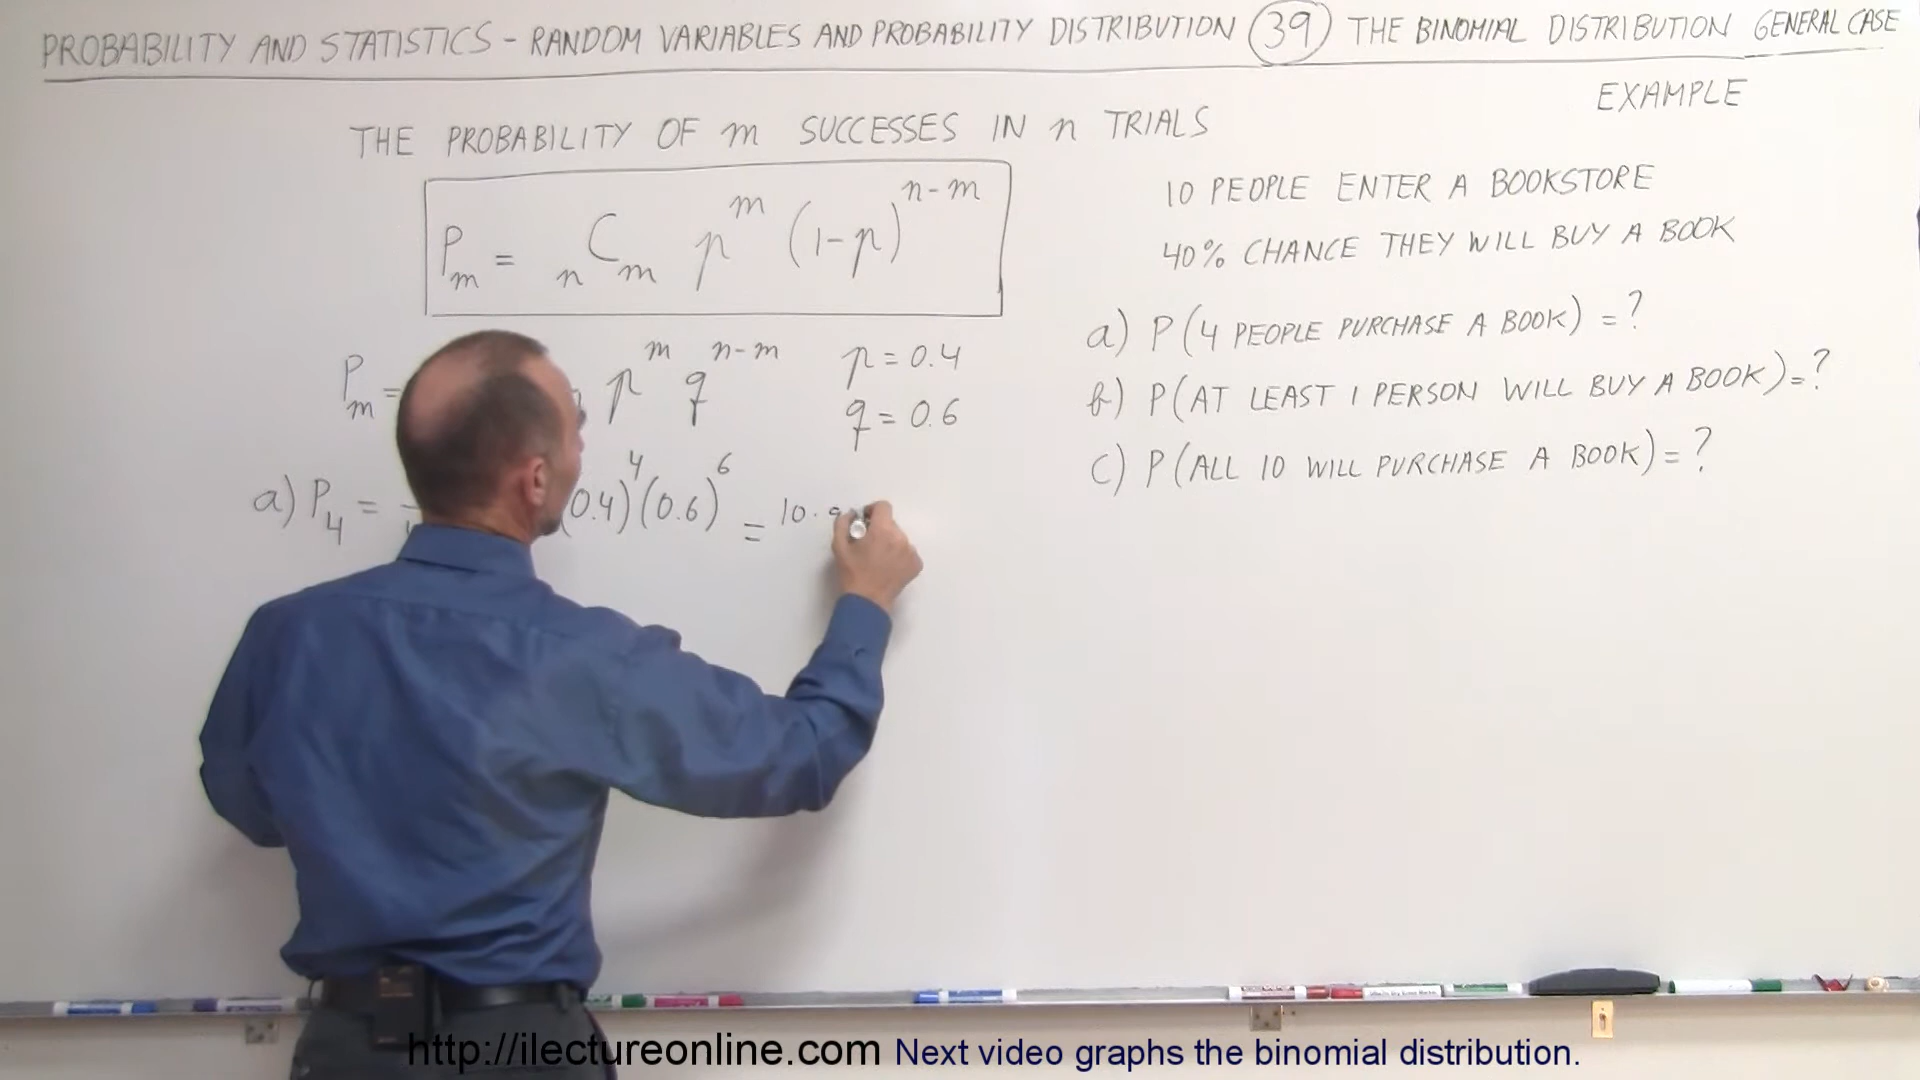 PROBABILITY AND STATISTICS - RANDOM VARIABLES AND PROBABILITY DISTRIBUTION 39 THE BINOMIAL DISTRIBUTION GENERAL CASE
EXAMPLE
THE PROBABILITY OF m SUCCESSES IN n TRIALS
Pm = nCm p^m (1-p)^n-m
Pm = p^m q^n-m
p = 0.4
q = 0.6
a) P4 = (0.4)^4 (0.6)^6 = 10.
10 PEOPLE ENTER A BOOKSTORE
40% CHANCE THEY WILL BUY A BOOK
a) P(4 PEOPLE PURCHASE A BOOK) = ?
b) P(AT LEAST 1 PERSON WILL BUY A BOOK) = ?
c) P(ALL 10 WILL PURCHASE A BOOK) = ?
http://ilectureonline.com Next video graphs the binomial distribution.